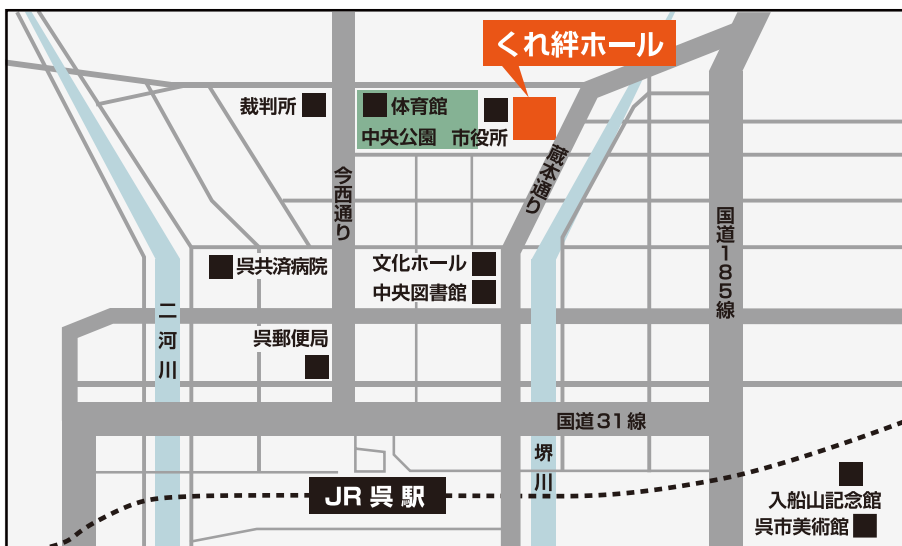 くれ絆ホール
裁判所
体育館
中央公園
市役所
今西通り
蔵本通り
国道185線
呉共済病院
文化ホール
中央図書館
二河川
呉郵便局
国道31線
堺川
JR呉駅
入船山記念館
呉市美術館